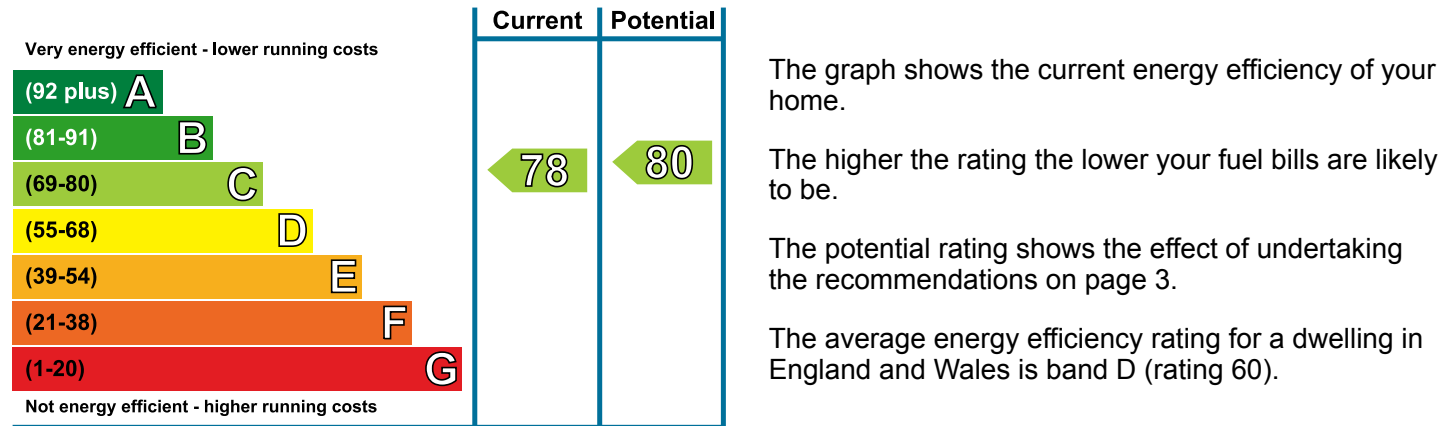 Current Potential
Very energy efficient - lower running costs
(92 plus) A
(81-91) B
(69-80) C
78 80
(55-68) D
(39-54) E
(21-38) F
(1-20) G
Not energy efficient - higher running costs
The graph shows the current energy efficiency of your
home.
The higher the rating the lower your fuel bills are likely
to be.
The potential rating shows the effect of undertaking
the recommendations on page 3.
The average energy efficiency rating for a dwelling in
England and Wales is band D (rating 60).